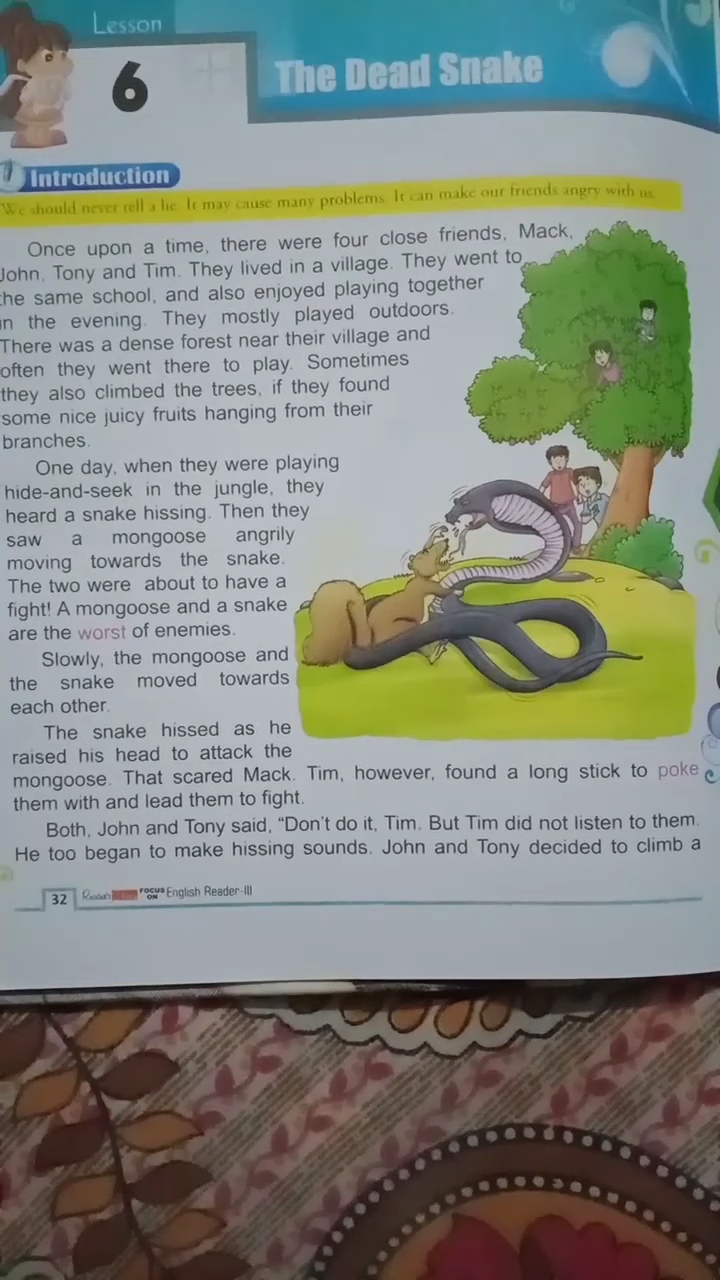 Lesson
6
The Dead Snake
Introduction
We should never tell a lie. It may cause many problems. It can make our friends angry with us.
Once upon a time, there were four close friends, Mack,
John, Tony and Tim. They lived in a village. They went to
the same school, and also enjoyed playing together
in the evening. They mostly played outdoors.
There was a dense forest near their village and
often they went there to play. Sometimes
they also climbed the trees, if they found
some nice juicy fruits hanging from their
branches.
One day, when they were playing
hide-and-seek in the jungle, they
heard a snake hissing. Then they
saw a mongoose angrily
moving towards the snake.
The two were about to have a
fight! A mongoose and a snake
are the worst of enemies.
Slowly, the mongoose and
the snake moved towards
each other.
The snake hissed as he
raised his head to attack the
mongoose. That scared Mack. Tim, however, found a long stick to poke
them with and lead them to fight.
Both, John and Tony said, “Don't do it, Tim. But Tim did not listen to them.
He too began to make hissing sounds. John and Tony decided to climb a
32
FOCUS
ON
English Reader-III